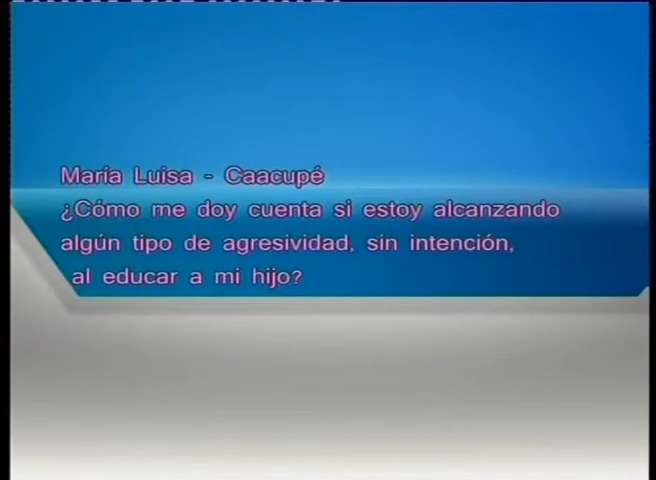 María Luisa - Caacupé
¿Cómo me doy cuenta si estoy alcanzando
algún tipo de agresividad, sin intención,
al educar a mi hijo?